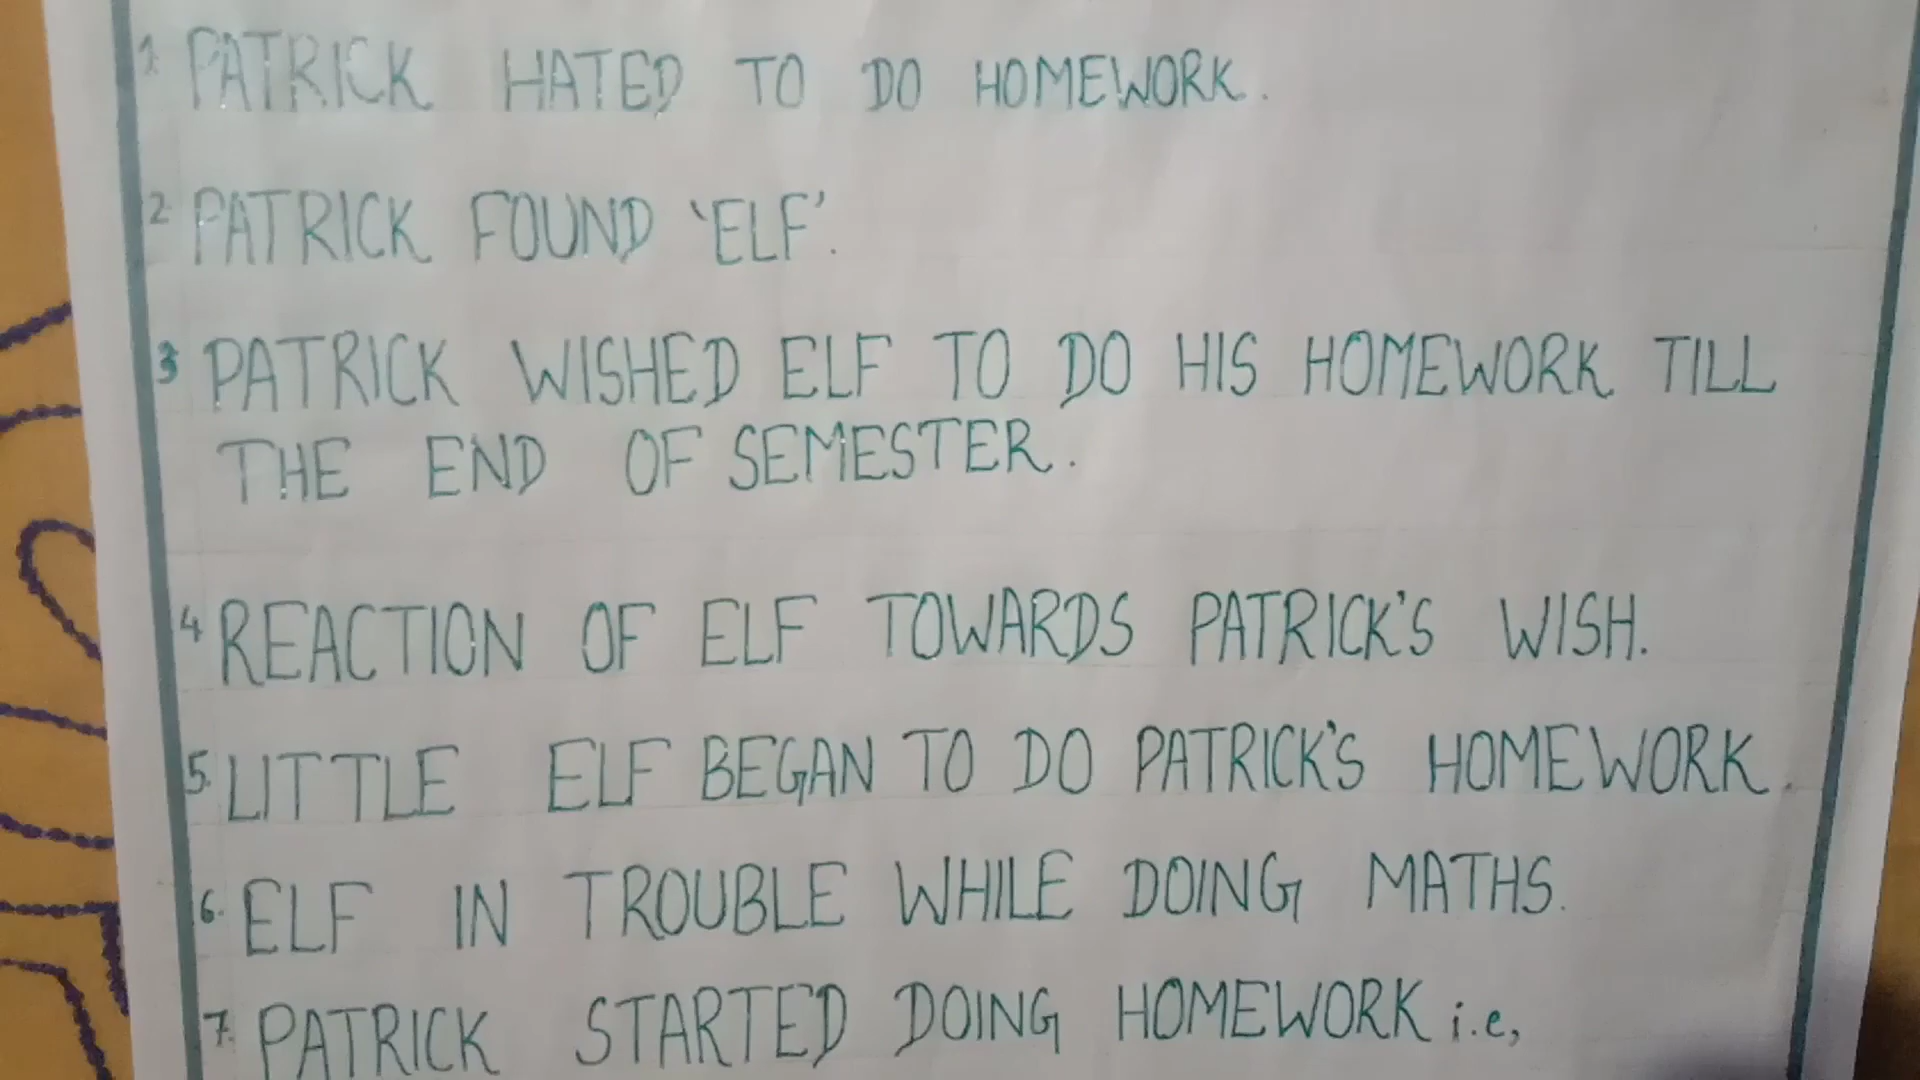 1. PATRICK HATED TO DO HOMEWORK.
2. PATRICK FOUND 'ELF'.
3 PATRICK WISHED ELF TO DO HIS HOMEWORK TILL
THE END OF SEMESTER.
4 REACTION OF ELF TOWARDS PATRICK'S WISH.
5. LITTLE ELF BEGAN TO DO PATRICK'S HOMEWORK.
6. ELF IN TROUBLE WHILE DOING MATHS.
7. PATRICK STARTED DOING HOMEWORK i.e,